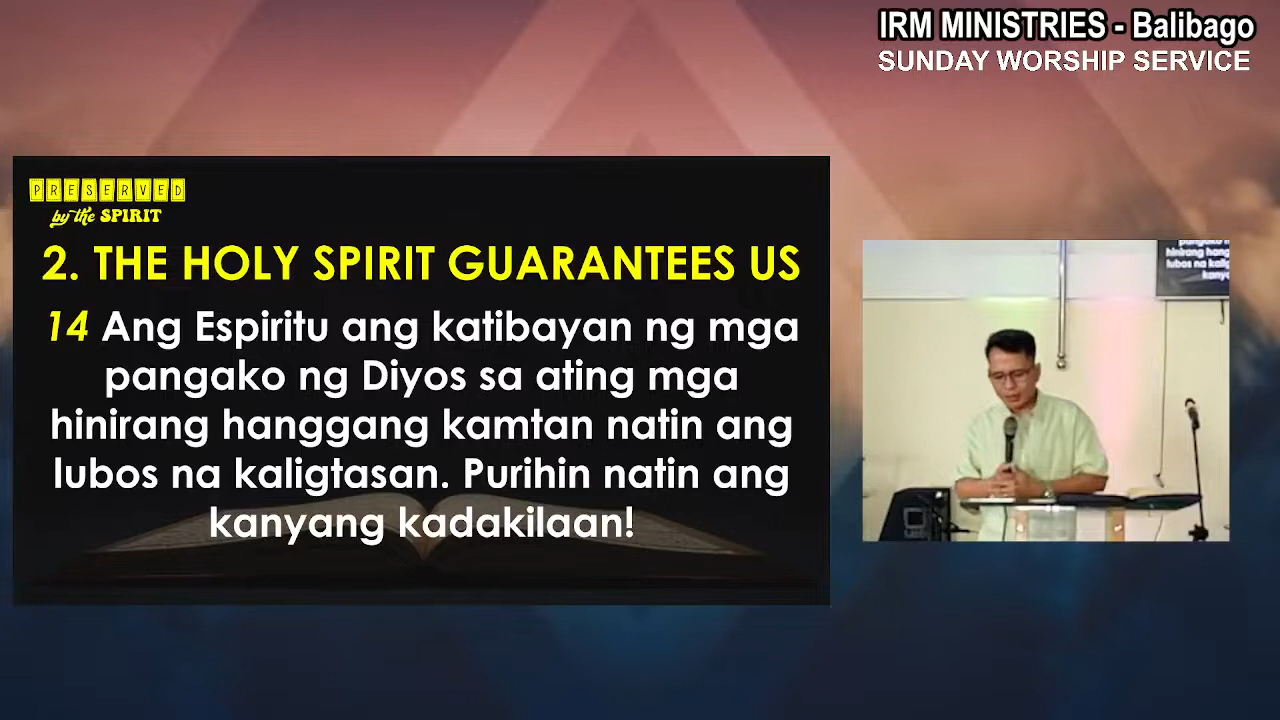 IRM MINISTRIES - Balibago
SUNDAY WORSHIP SERVICE
PRESERVED
by the SPIRIT
2. THE HOLY SPIRIT GUARANTEES US
14 Ang Espiritu ang katibayan ng mga
pangako ng Diyos sa ating mga
hinirang hanggang kamtan natin ang
lubos na kaligtasan. Purihin natin ang
kanyang kadakilaan!